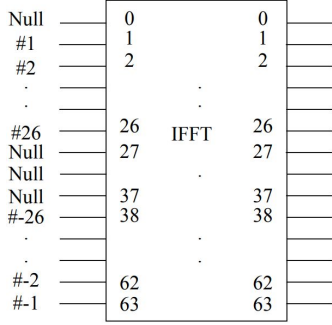 Null 0 0
#1 1 1
#2 2 2
. .
. .
#26 26 IFFT 26
Null 27 27
Null .
Null 37 37
#-26 38 38
. .
. .
#-2 62 62
#-1 63 63